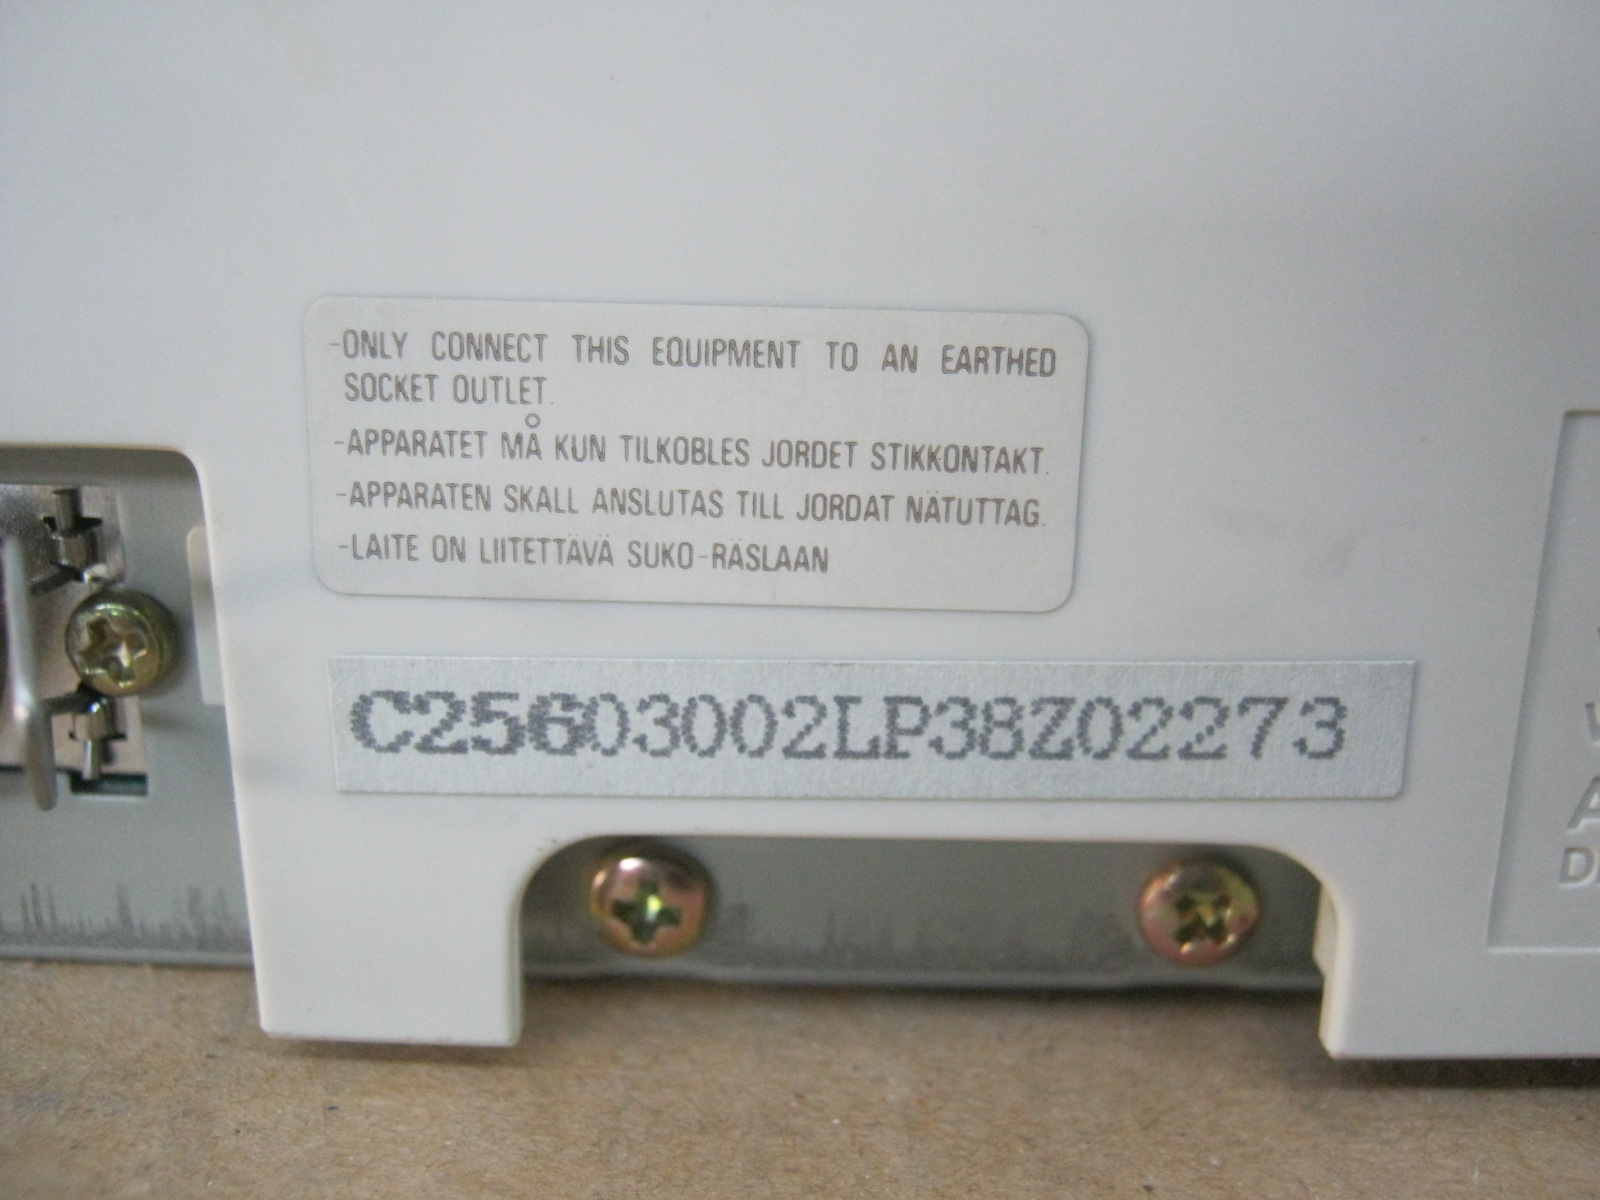 -ONLY CONNECT THIS EQUIPMENT TO AN EARTHED
SOCKET OUTLET.
-APPARATET MÅ KUN TILKOBLES JORDET STIKKONTAKT.
-APPARATEN SKALL ANSLUTAS TILL JORDAT NÄTUTTAG.
-LAITE ON LIITETTÄVÄ SUKO-RASLAAN
C25603002LP38Z02273